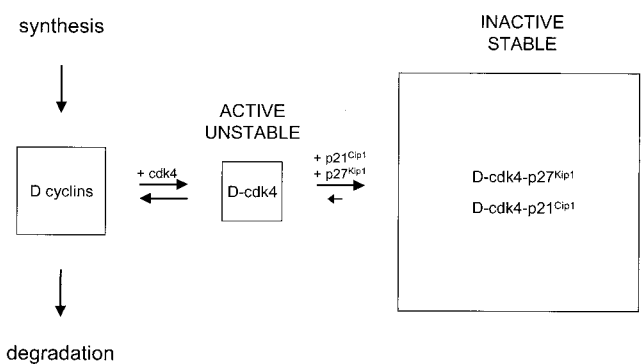 synthesis
INACTIVE
STABLE
ACTIVE
UNSTABLE
D cyclins
+ cdk4
D-cdk4
+ p21Cip1
+ p27Kip1
D-cdk4-p27Kip1
D-cdk4-p21Cip1
degradation